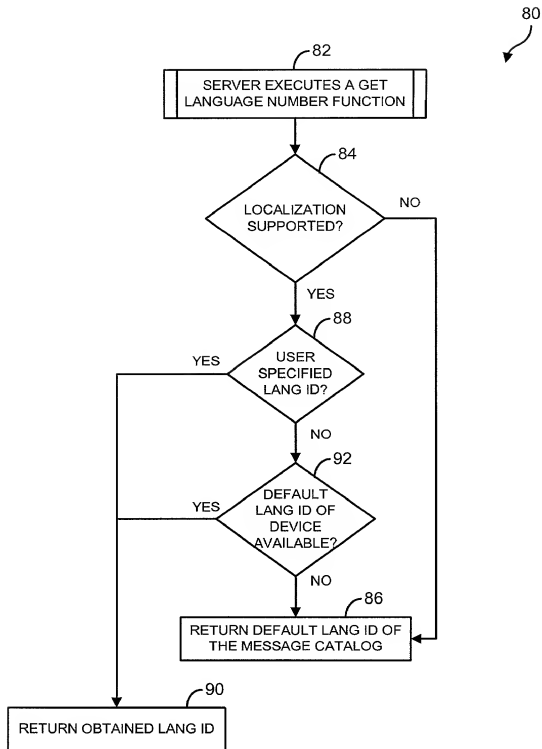 80
82
SERVER EXECUTES A GET
LANGUAGE NUMBER FUNCTION
84
LOCALIZATION
SUPPORTED?
NO
YES
88
YES
USER
SPECIFIED
LANG ID?
NO
92
YES
DEFAULT
LANG ID OF
DEVICE
AVAILABLE?
NO
86
RETURN DEFAULT LANG ID OF
THE MESSAGE CATALOG
90
RETURN OBTAINED LANG ID